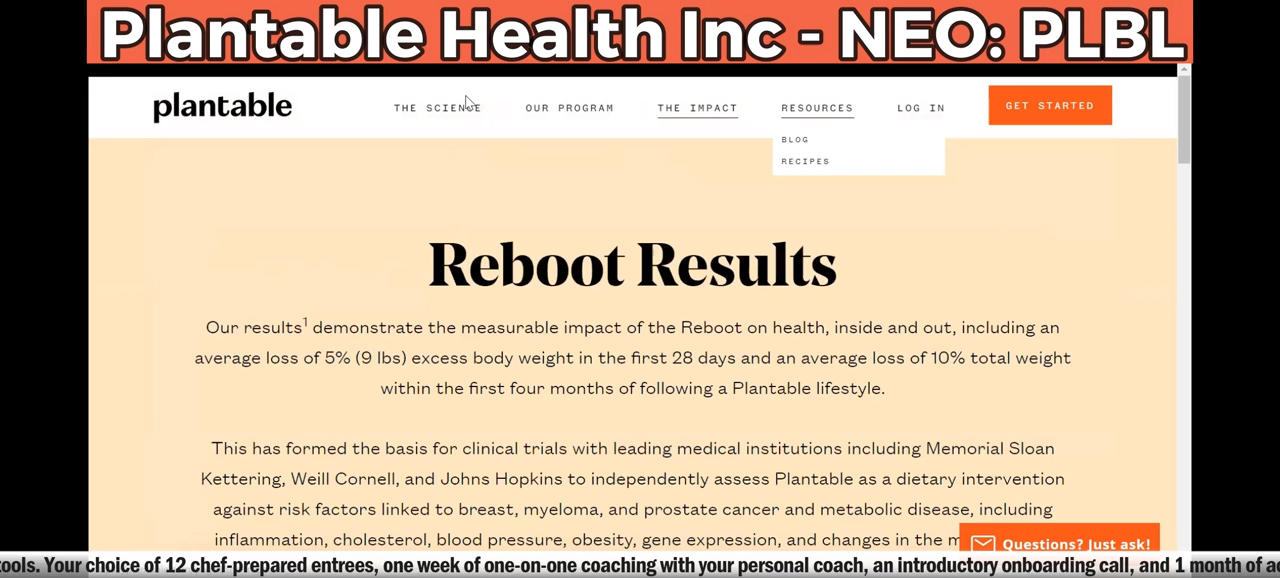 Plantable Health Inc - NEO: PLBL
plantable
THE SCIENCE
OUR PROGRAM
THE IMPACT
RESOURCES
LOG IN
GET STARTED
BLOG
RECIPES
Reboot Results
Our results¹ demonstrate the measurable impact of the Reboot on health, inside and out, including an
average loss of 5% (9 lbs) excess body weight in the first 28 days and an average loss of 10% total weight
within the first four months of following a Plantable lifestyle.
This has formed the basis for clinical trials with leading medical institutions including Memorial Sloan
Kettering, Weill Cornell, and Johns Hopkins to independently assess Plantable as a dietary intervention
against risk factors linked to breast, myeloma, and prostate cancer and metabolic disease, including
inflammation, cholesterol, blood pressure, obesity, gene expression, and changes in the
Questions? Just ask!
tools. Your choice of 12 chef-prepared entrees, one week of one-on-one coaching with your personal coach, an introductory onboarding call, and 1 month of